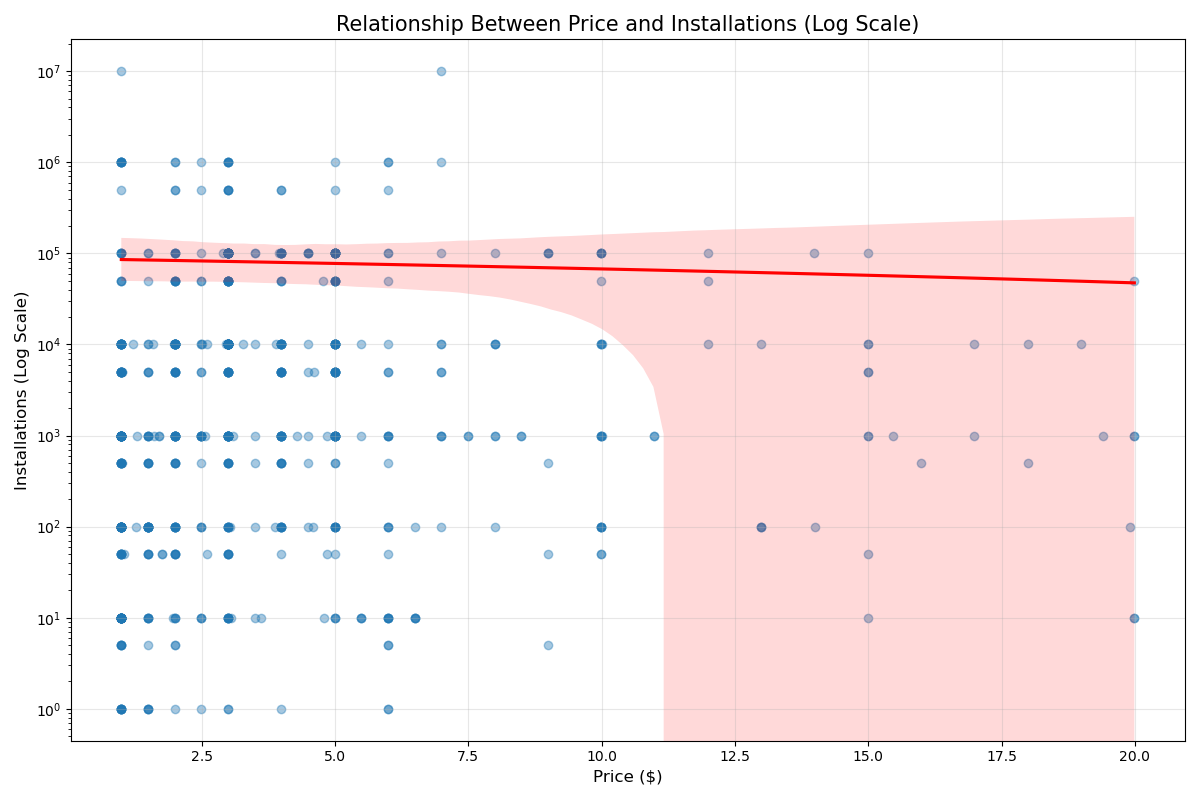 Relationship Between Price and Installations (Log Scale)
Installations (Log Scale)
10⁷
10⁶
10⁵
10⁴
10³
10²
10¹
10⁰
2.5 5.0 7.5 10.0 12.5 15.0 17.5 20.0
Price ($)